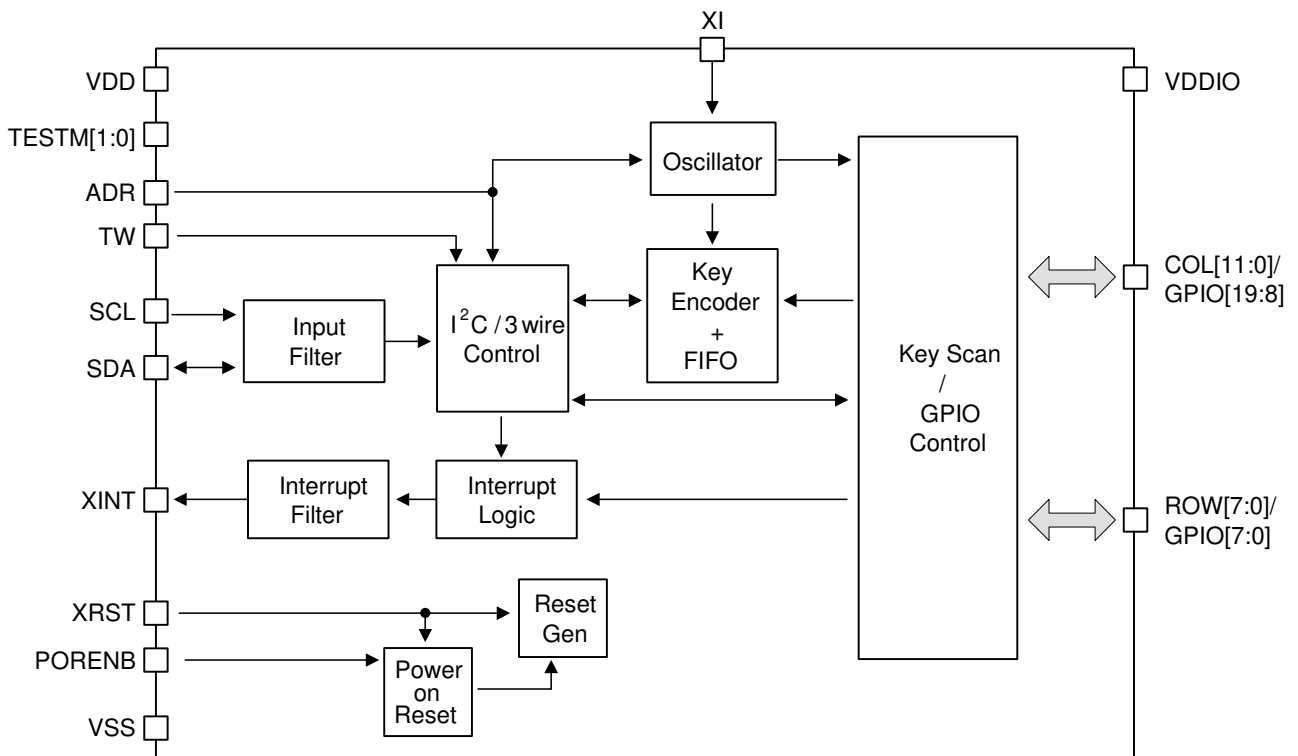 XI
VDD
VDDIO
TESTM[1:0]
Oscillator
ADR
TW
Key
Encoder
+
FIFO
COL[11:0]/
GPIO[19:8]
SCL
Input
Filter
I²C / 3 wire
Control
SDA
Key Scan
/
GPIO
Control
XINT
Interrupt
Filter
Interrupt
Logic
ROW[7:0]/
GPIO[7:0]
XRST
Reset
Gen
PORENB
Power
on
Reset
VSS